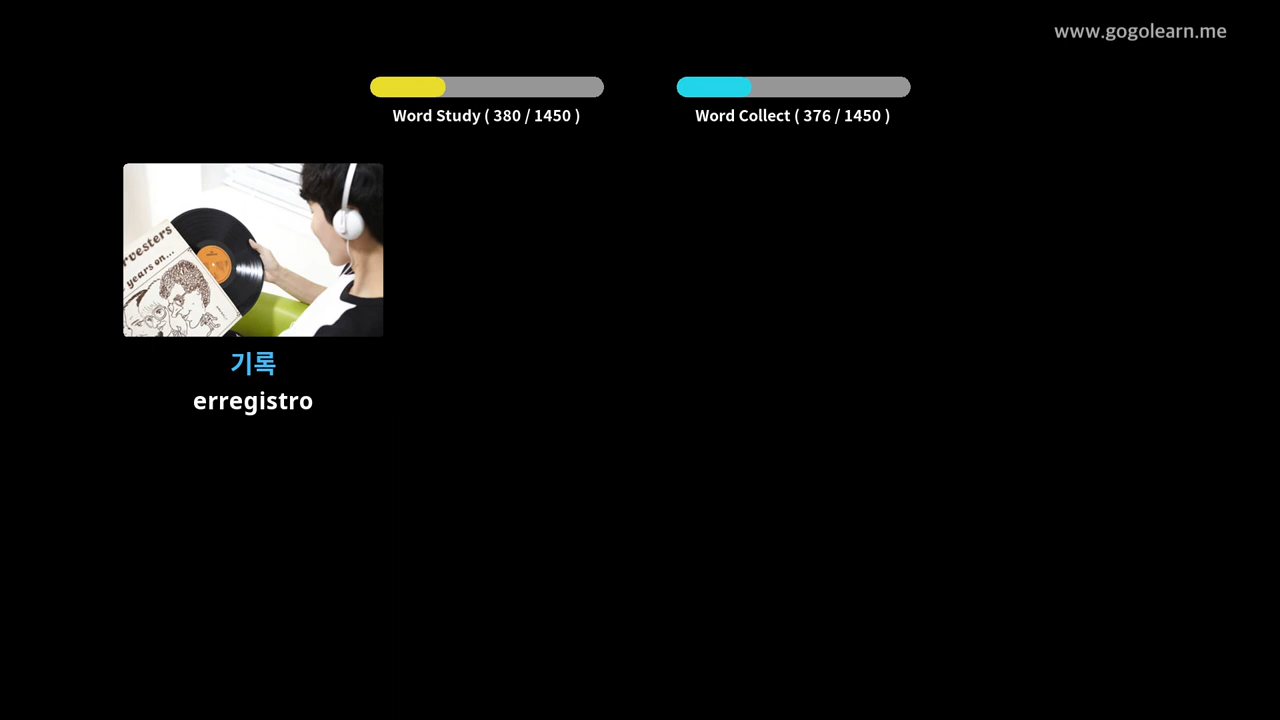 www.gogolearn.me
Word Study ( 380 / 1450 )
Word Collect ( 376 / 1450 )
rvesters
years on...
기록
erregistro